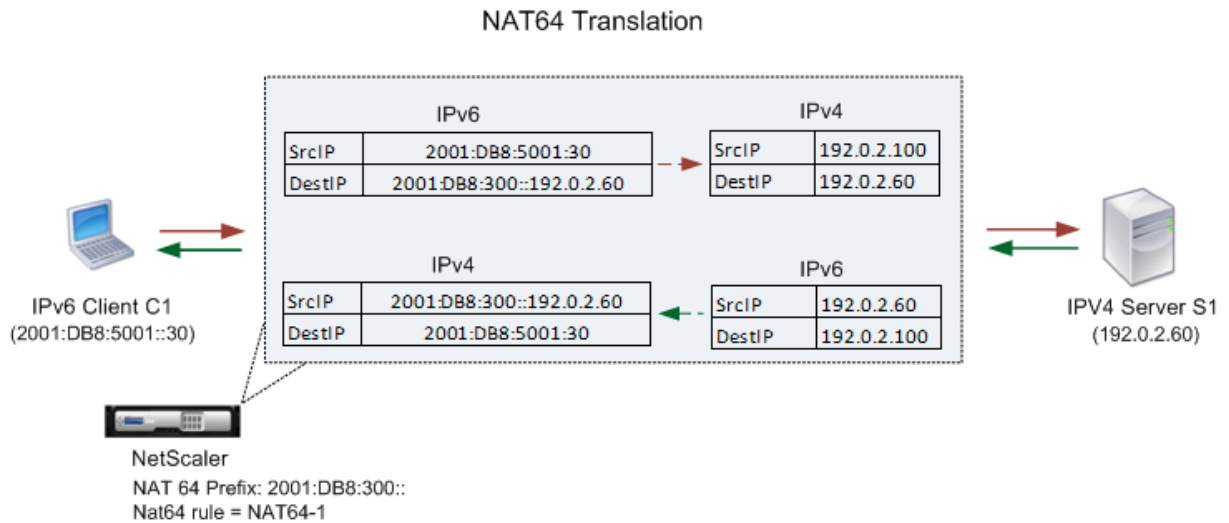 NAT64 Translation
IPv6
SrcIP 2001:DB8:5001:30
DestIP 2001:DB8:300::192.0.2.60
IPv4
SrcIP 192.0.2.100
DestIP 192.0.2.60
IPv4
SrcIP 2001:DB8:300::192.0.2.60
DestIP 2001:DB8:5001:30
IPv6
SrcIP 192.0.2.60
DestIP 192.0.2.100
IPv6 Client C1
(2001:DB8:5001::30)
IPV4 Server S1
(192.0.2.60)
NetScaler
NAT 64 Prefix: 2001:DB8:300::
Nat64 rule = NAT64-1